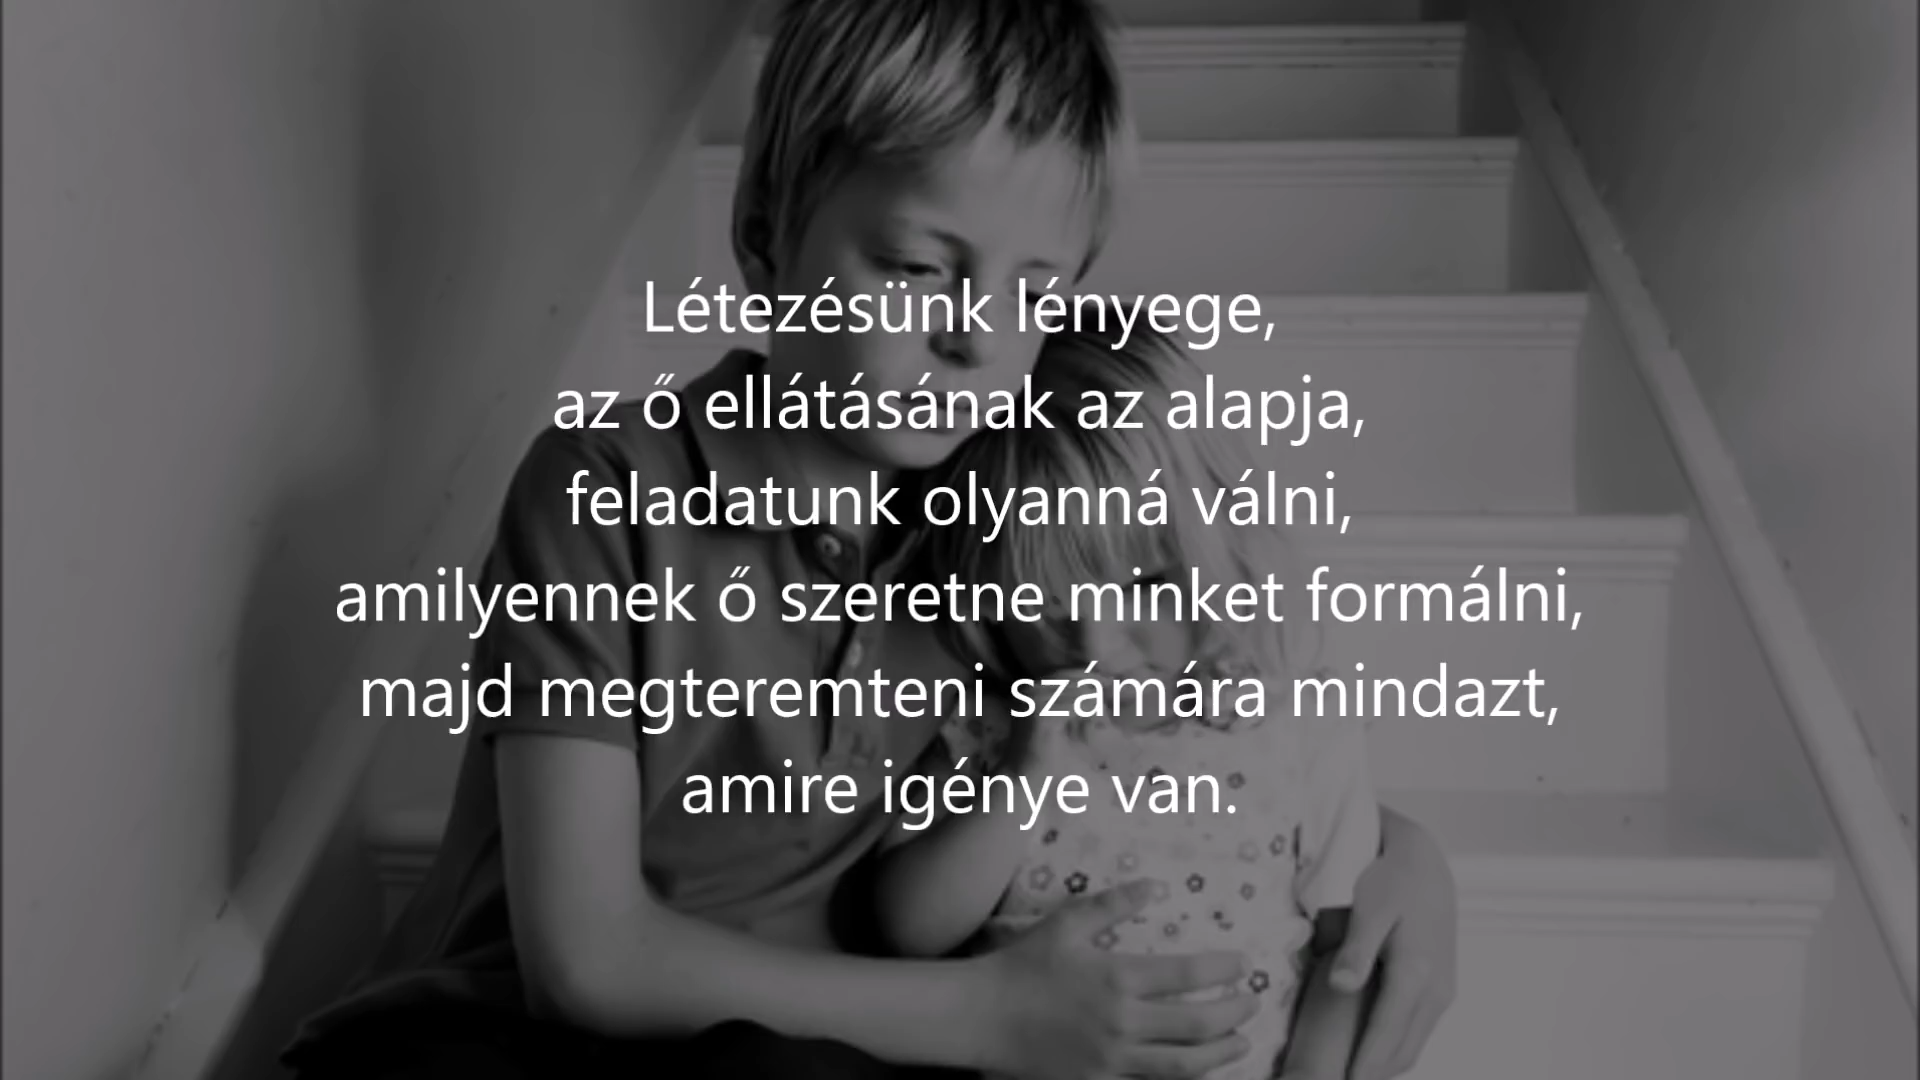 Létezésünk lényege,
az ő ellátásának az alapja,
feladatunk olyanná válni,
amilyennek ő szeretne minket formálni,
majd megteremteni számára mindazt,
amire igénye van.